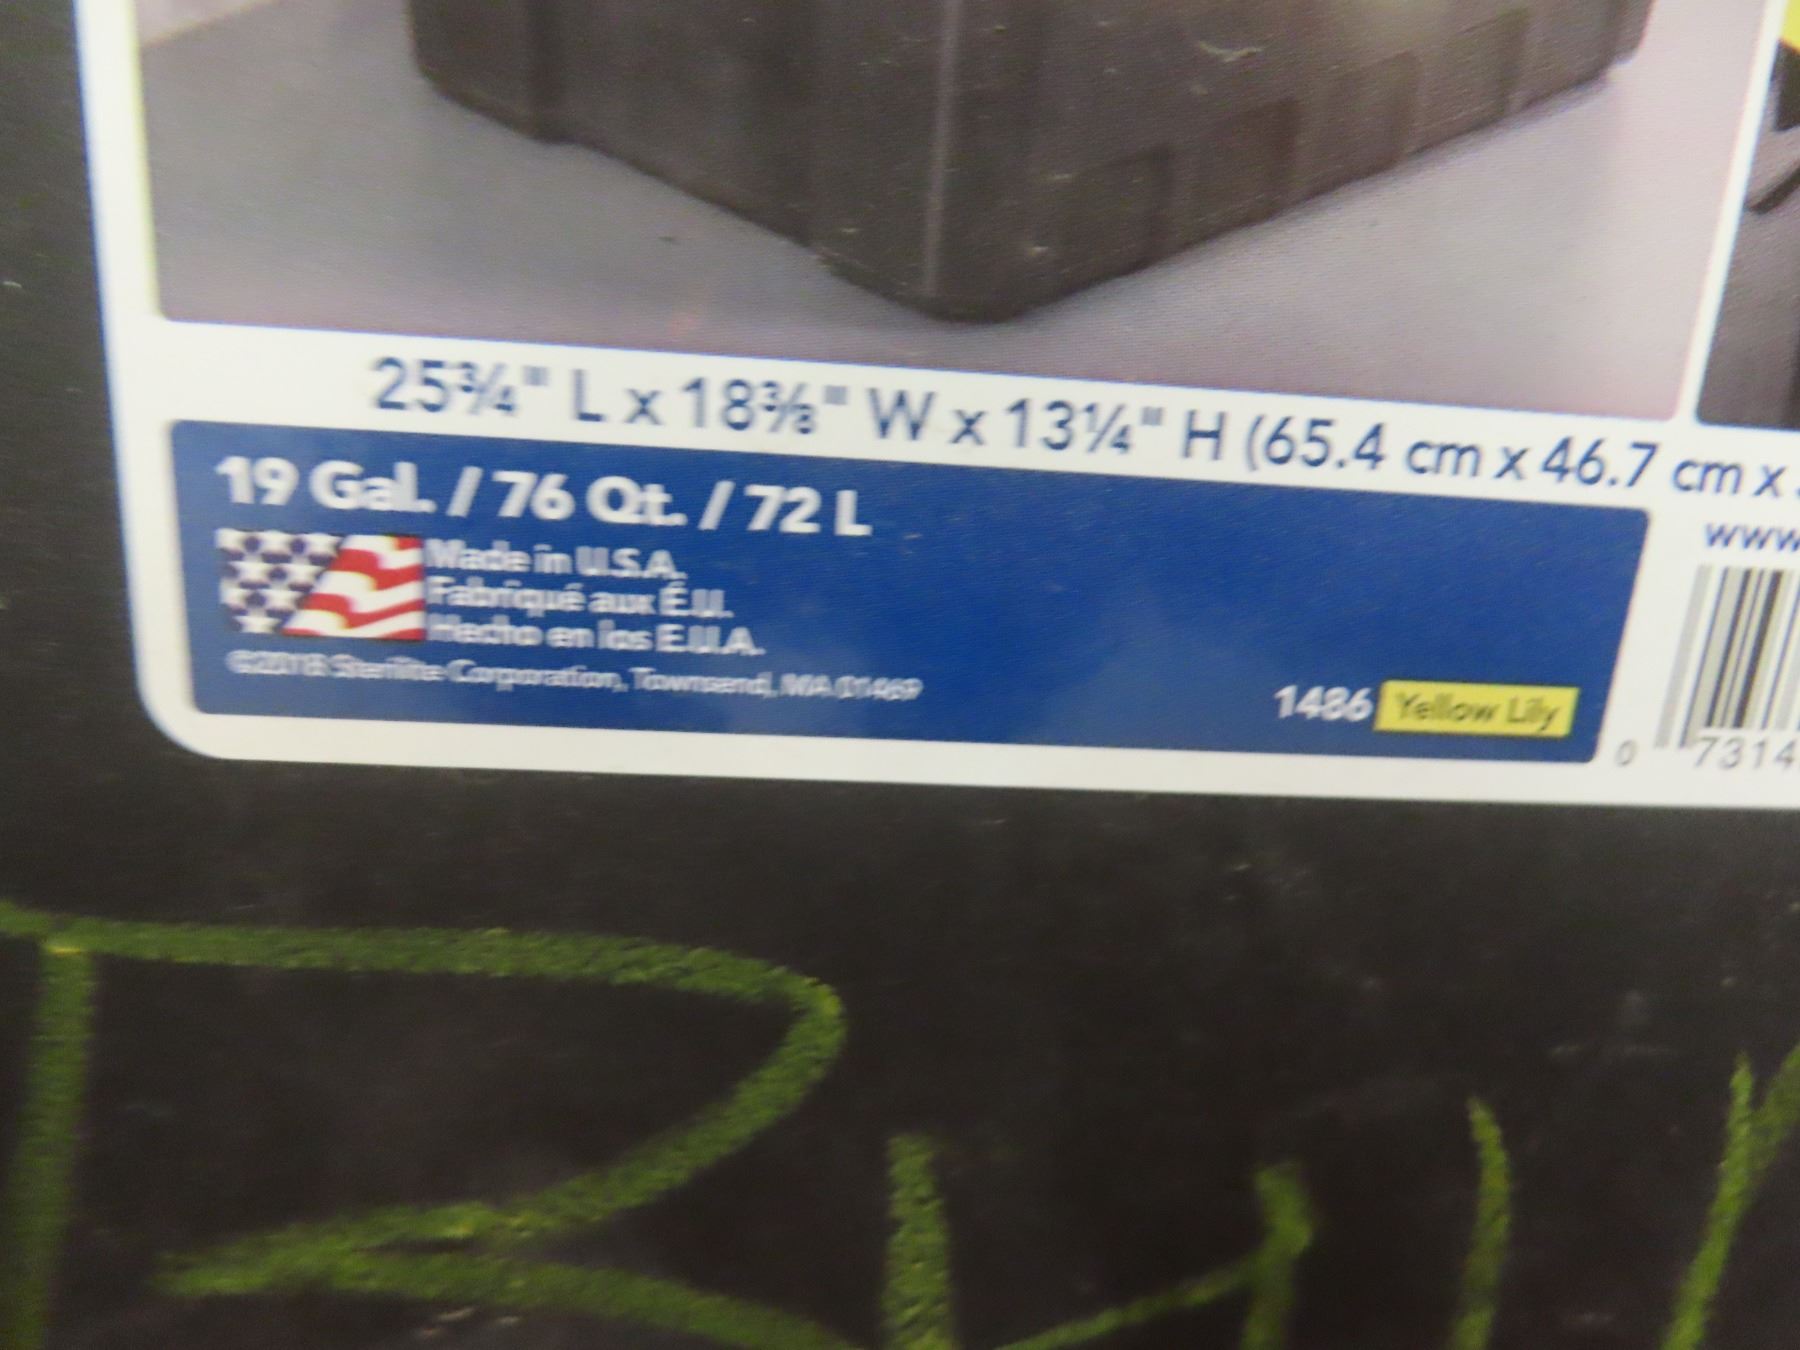 25¾" L x 18⅜" W x 13¼" H (65.4 cm x 46.7 cm x
19 Gal. / 76 Qt. / 72 L
Made in U.S.A.
Fabriqué aux É.U.
Hecho en los E.U.A.
©2018 Sterilite Corporation, Townsend, MA 01469
1486 Yellow Lily
www
0 7314